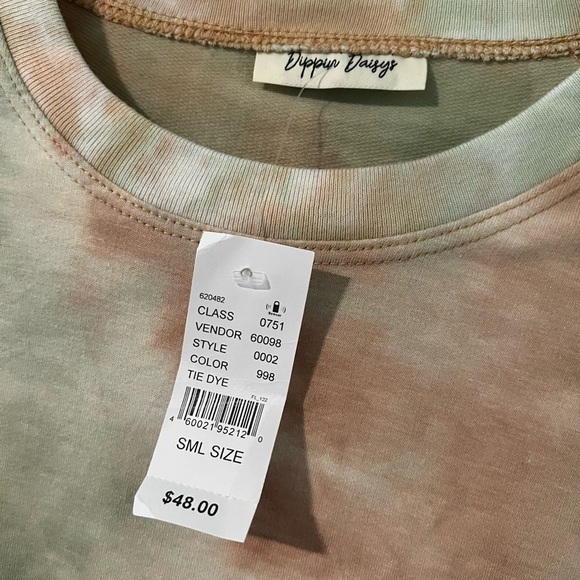 Dippin Daisys
620482
CLASS 0751
VENDOR 60098
STYLE 0002
COLOR 998
TIE DYE
FL_122
4 60021 95212 0
SML SIZE
$48.00